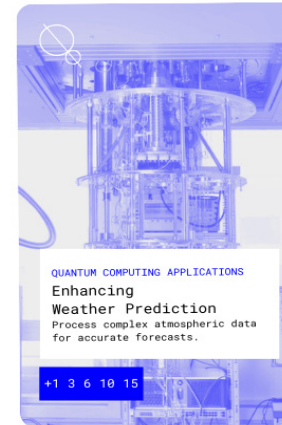 QUANTUM COMPUTING APPLICATIONS
Enhancing
Weather Prediction
Process complex atmospheric data
for accurate forecasts.
+1 3 6 10 15